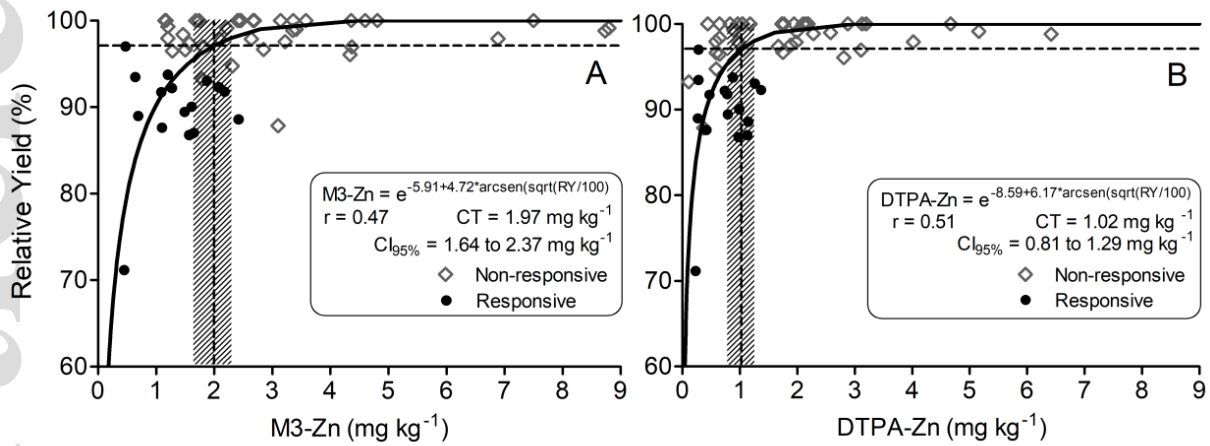 100
90
80
70
60
Relative Yield (%)
A
M3-Zn = e^-5.91+4.72*arcsen(sqrt(RY/100)
r = 0.47 CT = 1.97 mg kg^-1
CI95% = 1.64 to 2.37 mg kg^-1
Non-responsive
Responsive
0 1 2 3 4 5 6 7 8 9
M3-Zn (mg kg^-1)
100
90
80
70
60
B
DTPA-Zn = e^-8.59+6.17*arcsen(sqrt(RY/100)
r = 0.51 CT = 1.02 mg kg^-1
CI95% = 0.81 to 1.29 mg kg^-1
Non-responsive
Responsive
0 1 2 3 4 5 6 7 8 9
DTPA-Zn (mg kg^-1)